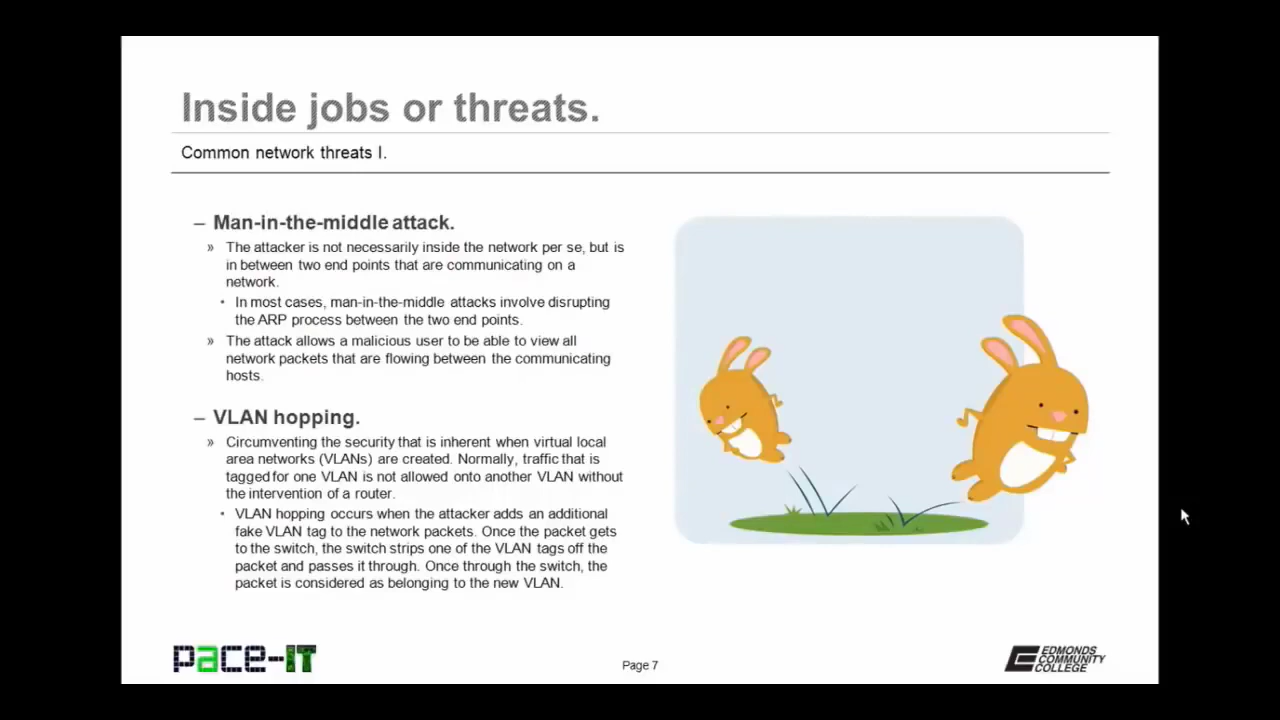 Inside jobs or threats.
Common network threats I.
– Man-in-the-middle attack.
» The attacker is not necessarily inside the network per se, but is
in between two end points that are communicating on a
network.
• In most cases, man-in-the-middle attacks involve disrupting
the ARP process between the two end points.
» The attack allows a malicious user to be able to view all
network packets that are flowing between the communicating
hosts.
– VLAN hopping.
» Circumventing the security that is inherent when virtual local
area networks (VLANs) are created. Normally, traffic that is
tagged for one VLAN is not allowed onto another VLAN without
the intervention of a router.
• VLAN hopping occurs when the attacker adds an additional
fake VLAN tag to the network packets. Once the packet gets
to the switch, the switch strips one of the VLAN tags off the
packet and passes it through. Once through the switch, the
packet is considered as belonging to the new VLAN.
pace-IT
Page 7
EDMONDS
COMMUNITY
COLLEGE